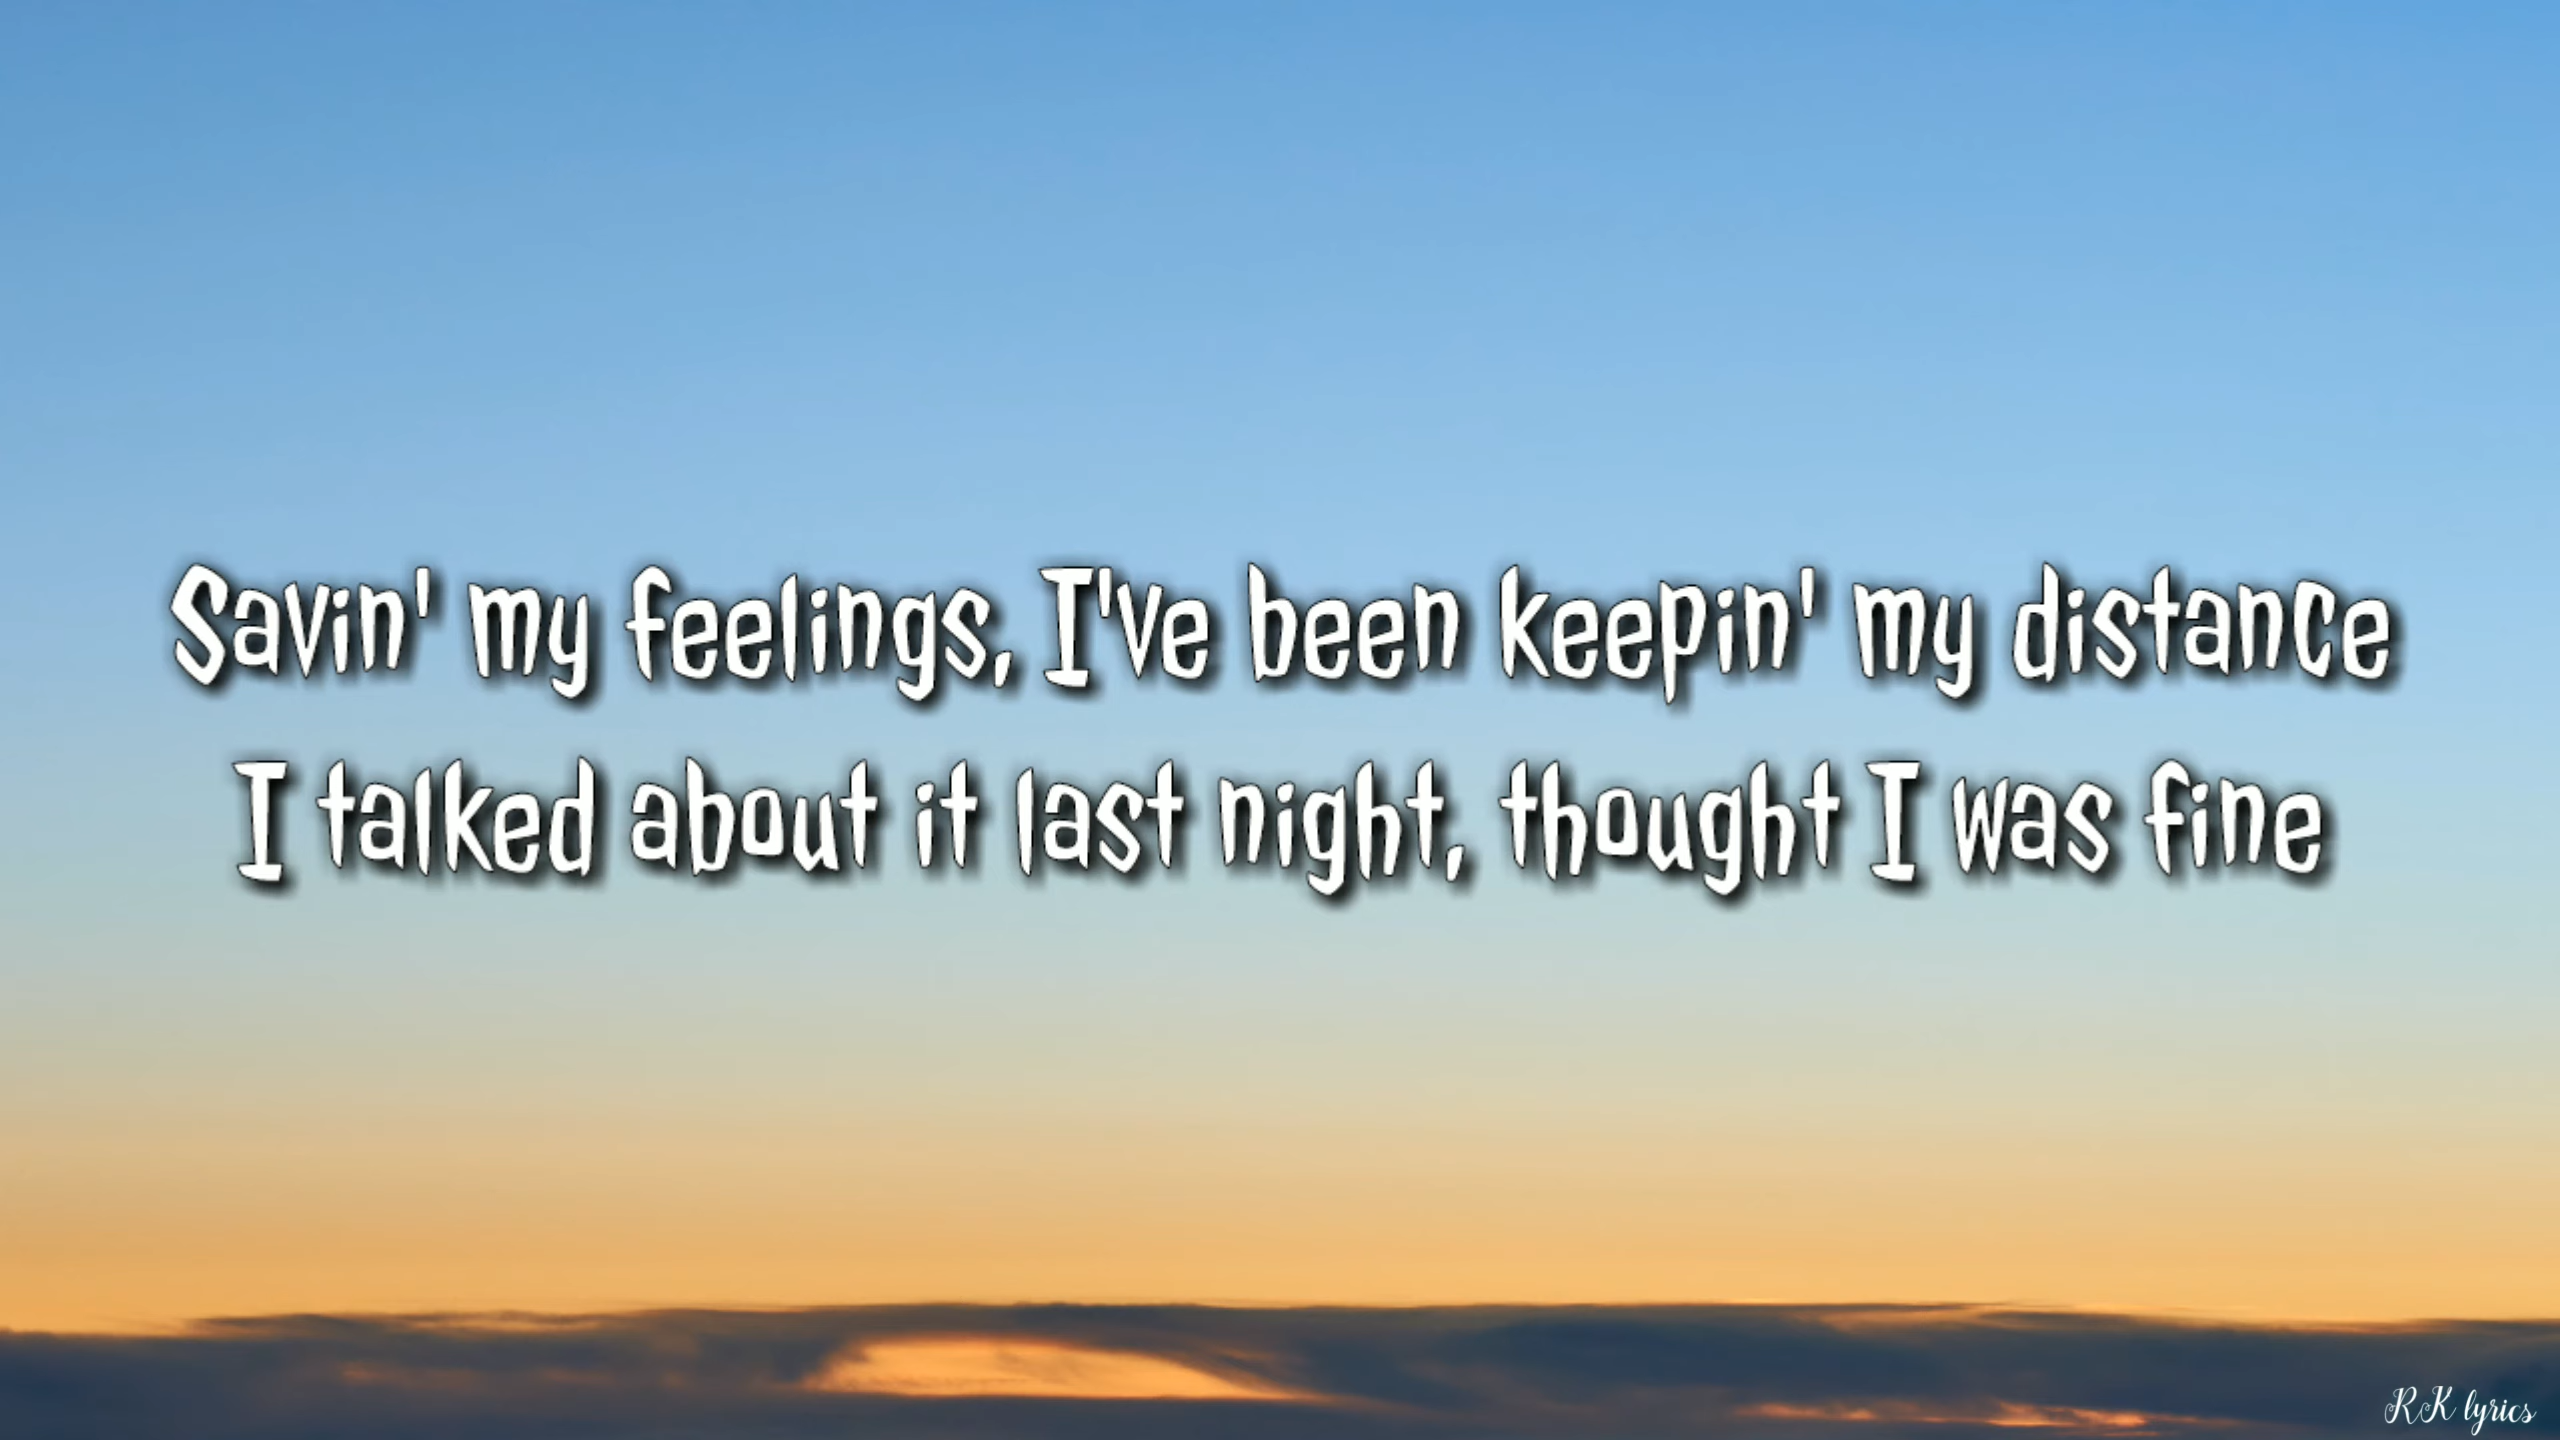 Savin' my feelings, I've been keepin' my distance
I talked about it last night, thought I was fine
RK lyrics